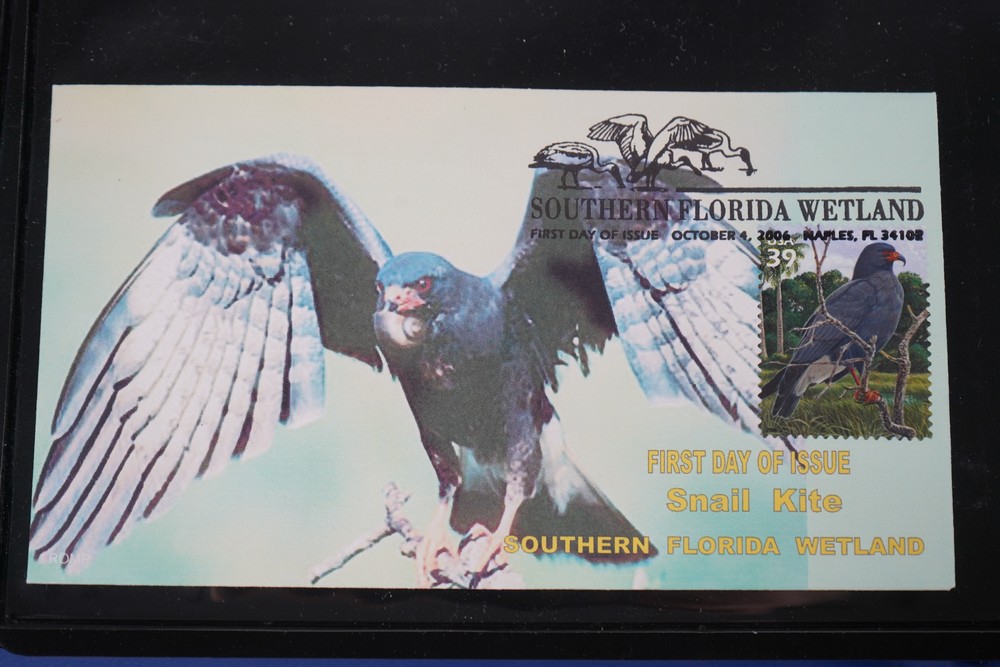 SOUTHERN FLORIDA WETLAND
FIRST DAY OF ISSUE OCTOBER 4, 2006 NAPLES, FL 34102
USA
39
FIRST DAY OF ISSUE
Snail Kite
SOUTHERN FLORIDA WETLAND